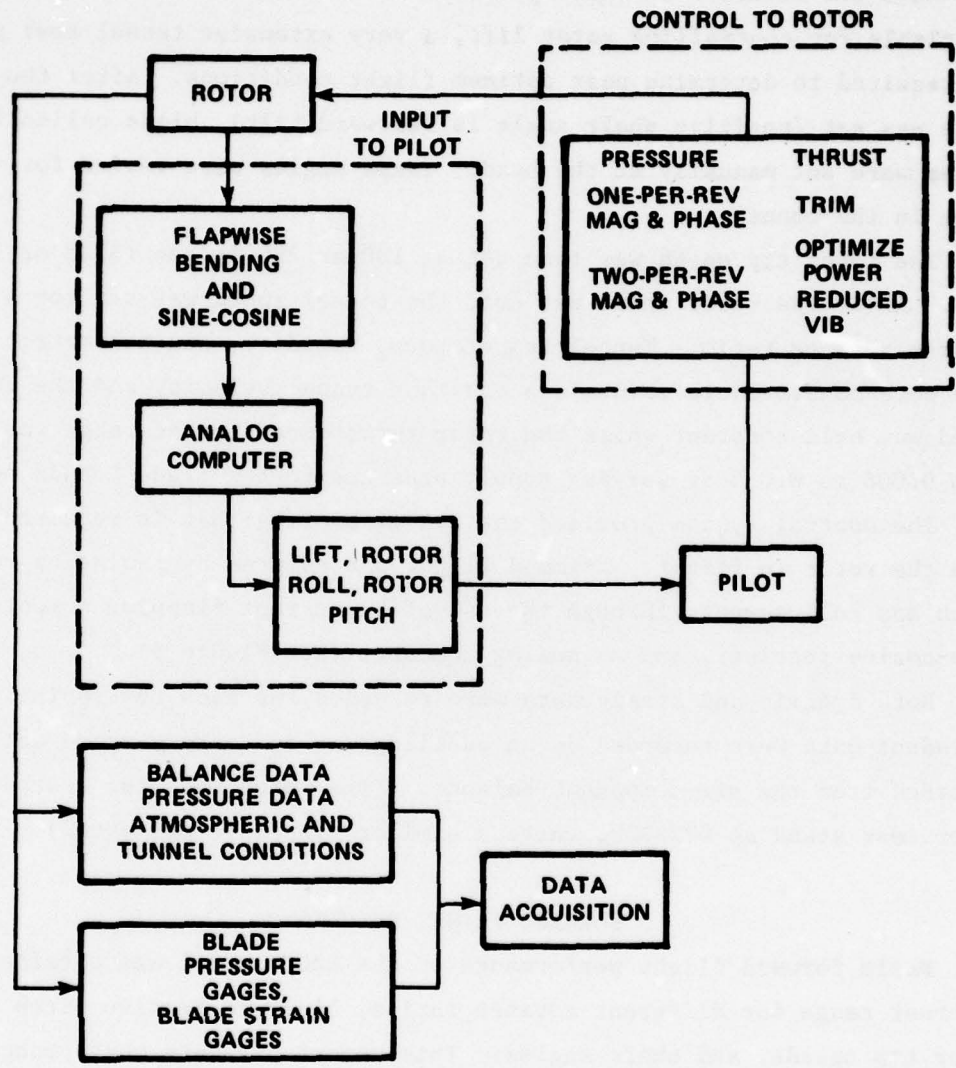 CONTROL TO ROTOR
ROTOR
INPUT
TO PILOT
PRESSURE THRUST
ONE-PER-REV TRIM
MAG & PHASE
OPTIMIZE
TWO-PER-REV POWER
MAG & PHASE REDUCED
VIB
FLAPWISE
BENDING
AND
SINE-COSINE
ANALOG
COMPUTER
LIFT, ROTOR
ROLL, ROTOR
PITCH
PILOT
BALANCE DATA
PRESSURE DATA
ATMOSPHERIC AND
TUNNEL CONDITIONS
DATA
ACQUISITION
BLADE
PRESSURE
GAGES,
BLADE STRAIN
GAGES